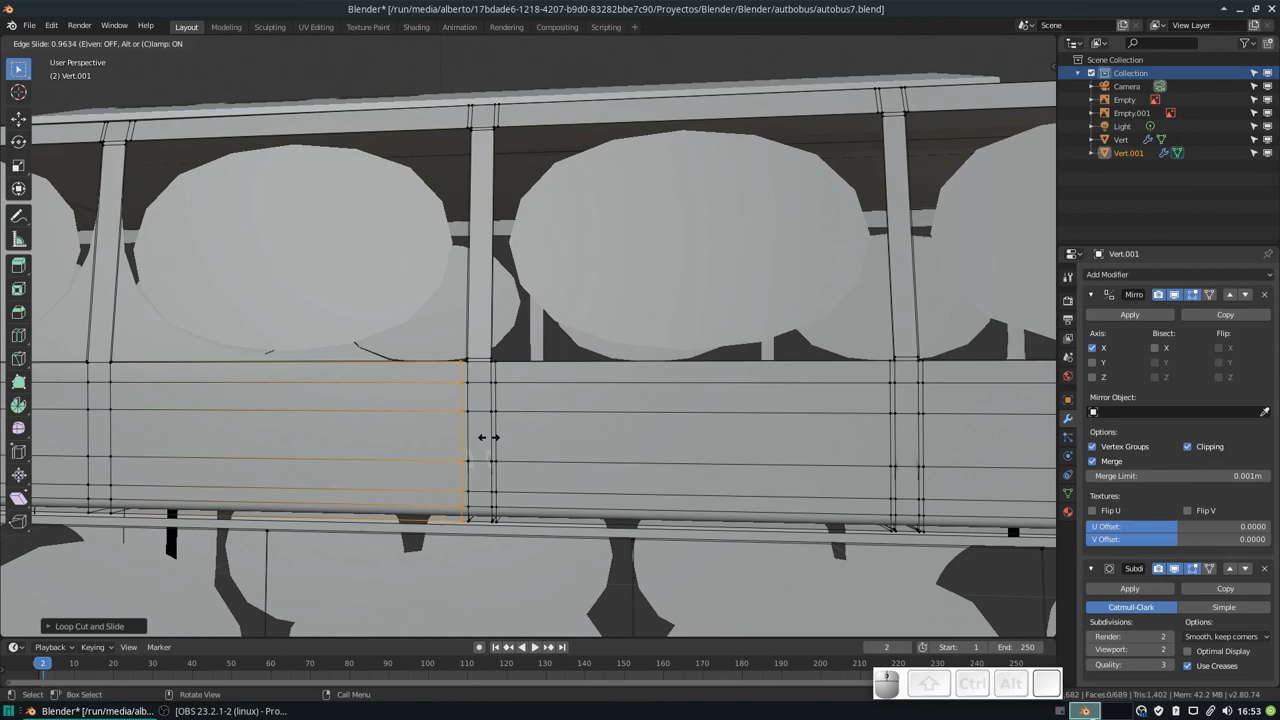 Blender* [/run/media/alberto/17bdade6-1218-4207-b9d0-83282bbe7c90/Proyectos/Blender/Blender/autbobus/autobus7.blend]
File Edit Render Window Help Layout Modeling Sculpting UV Editing Texture Paint Shading Animation Rendering Compositing Scripting + Scene View Layer
Edge Slide: 0.9634 (E)ven: OFF, Alt or (C)lamp: ON
User Perspective
(2) Vert.001
Scene Collection
Collection
Camera
Empty
Empty.001
Light
Vert
Vert.001
Vert.001
Add Modifier
Mirro
Apply Copy
Axis: Bisect: Flip:
X X X
Y Y Y
Z Z Z
Mirror Object:
Options:
Vertex Groups Clipping
Merge
Merge Limit: 0.001m
Textures:
Flip U Flip V
U Offset: 0.0000
V Offset: 0.0000
Subdi
Apply Copy
Catmull-Clark Simple
Subdivisions: Options:
Render: 2 Smooth, keep corners
Viewport: 2 Optimal Display
Quality: 3 Use Creases
Loop Cut and Slide
Playback Keying View Marker 2 Start: 1 End: 250
2 10 20 30 40 50 60 70 80 90 100 110 120 130 140 150 160 170 180 190 200 210 220 230 240 250
Ctrl Alt
Select Box Select Rotate View Call Menu ,682 | Faces:0/689 | Tris:1,402 | Mem: 42.2 MB | v2.80.74
Blender* [/run/media/alb... [OBS 23.2.1-2 (linux) - Pro... 16:53